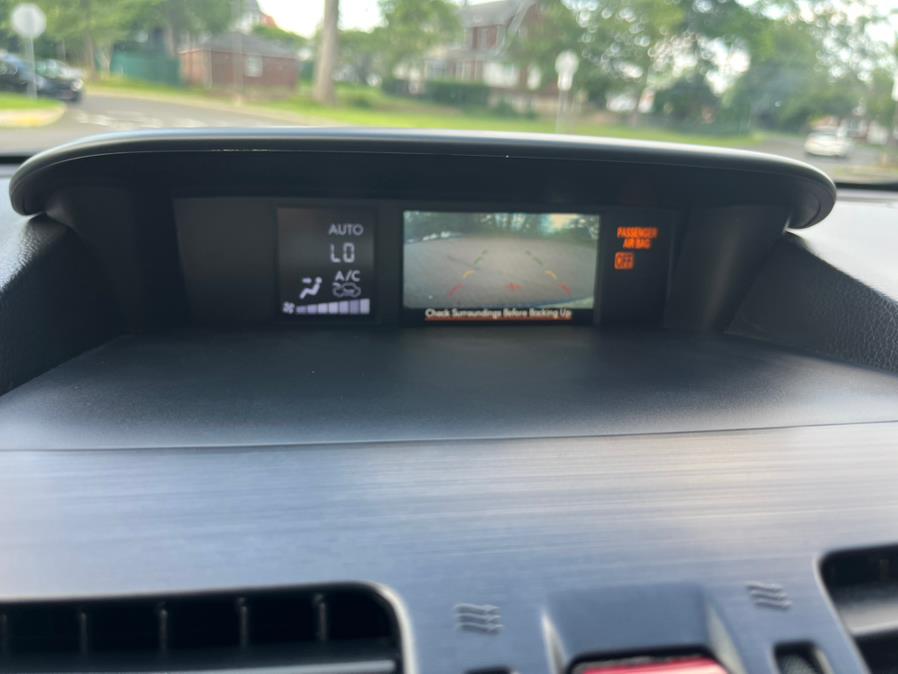 AUTO
LO
A/C
Check Surroundings Before Backing Up
PASSENGER
AIR BAG
OFF